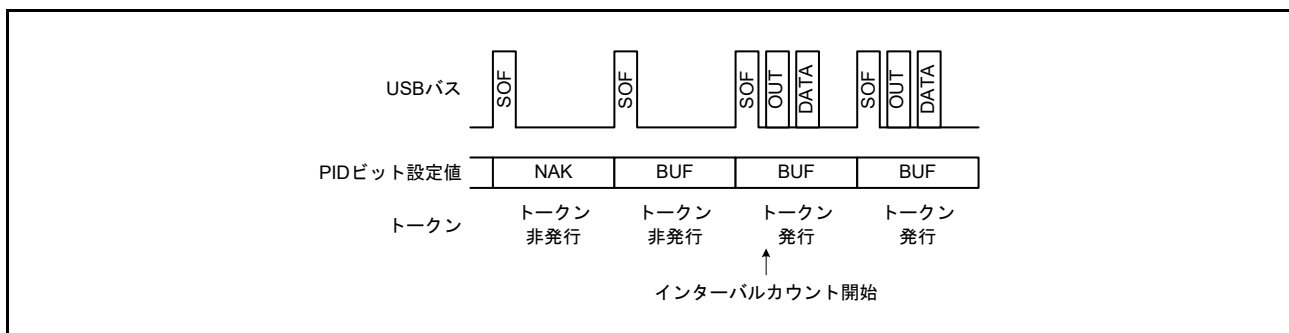 USBバス
SOF SOF SOF OUT DATA SOF OUT DATA
PIDビット設定値 NAK BUF BUF BUF
トークン トークン トークン トークン トークン
非発行 非発行 発行 発行
インターバルカウント開始